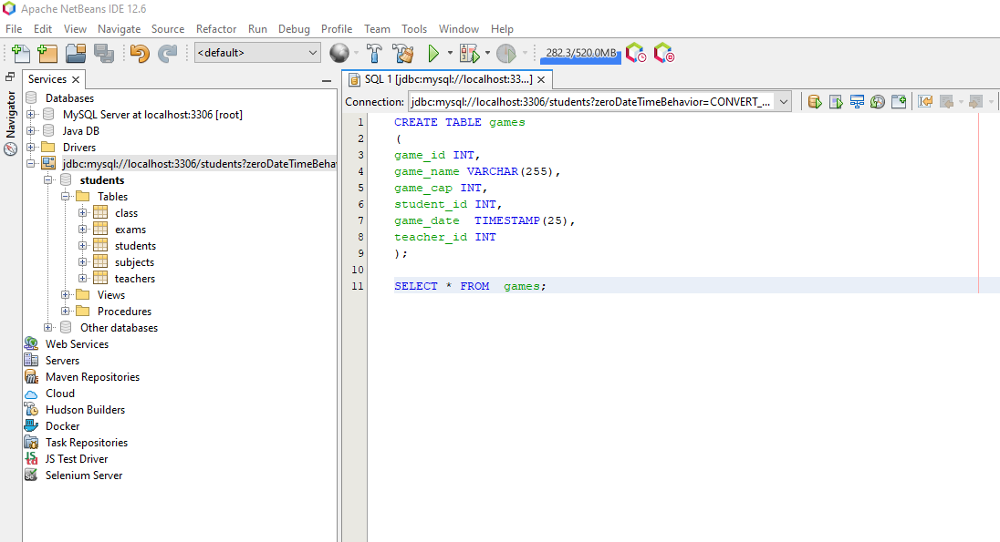 Apache NetBeans IDE 12.6
File Edit View Navigate Source Refactor Run Debug Profile Team Tools Window Help
<default>
282.3/520.0MB
Services
SQL 1 [jdbc:mysql://localhost:33...]
Navigator
Connection: jdbc:mysql://localhost:3306/students?zeroDateTimeBehavior=CONVERT_...
Databases
MySQL Server at localhost:3306 [root]
Java DB
Drivers
jdbc:mysql://localhost:3306/students?zeroDateTimeBeha
students
Tables
class
exams
students
subjects
teachers
Views
Procedures
Other databases
Web Services
Servers
Maven Repositories
Cloud
Hudson Builders
Docker
Task Repositories
JS Test Driver
Selenium Server
1 CREATE TABLE games
2 (
3 game_id INT,
4 game_name VARCHAR(255),
5 game_cap INT,
6 student_id INT,
7 game_date  TIMESTAMP(25),
8 teacher_id INT
9 );
10
11 SELECT * FROM  games;